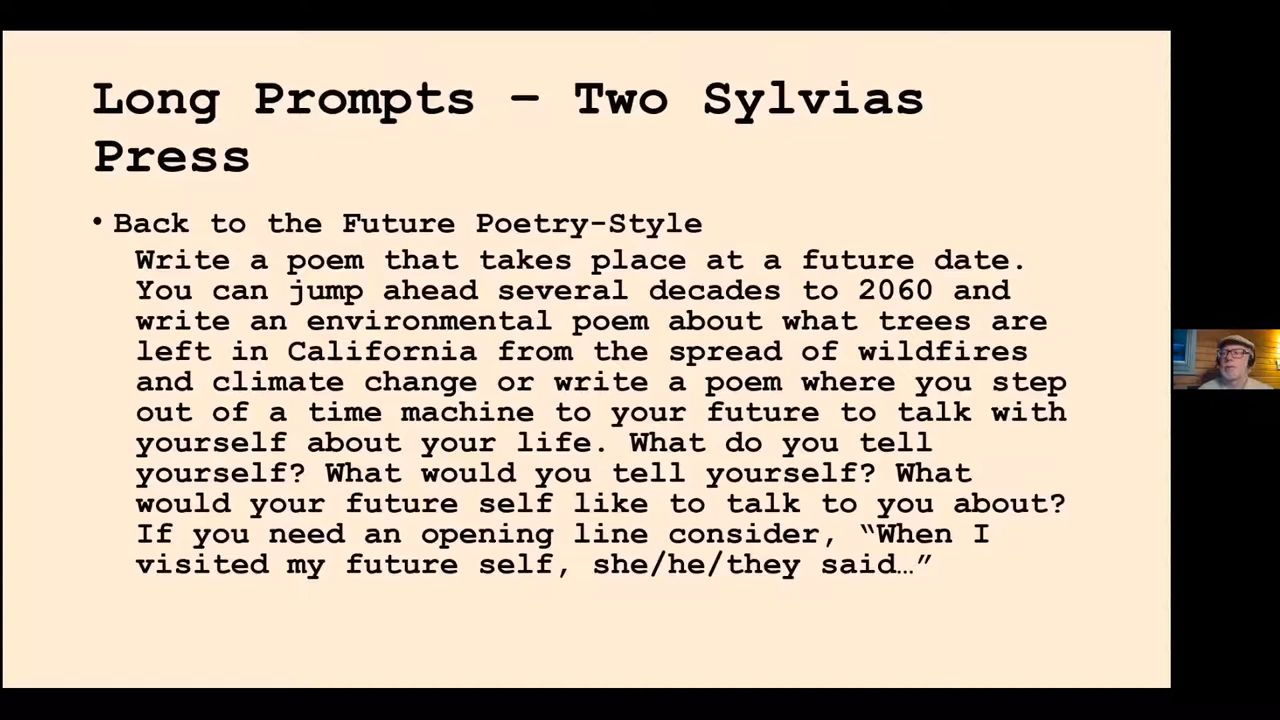 Long Prompts – Two Sylvias
Press
• Back to the Future Poetry-Style
Write a poem that takes place at a future date.
You can jump ahead several decades to 2060 and
write an environmental poem about what trees are
left in California from the spread of wildfires
and climate change or write a poem where you step
out of a time machine to your future to talk with
yourself about your life. What do you tell
yourself? What would you tell yourself? What
would your future self like to talk to you about?
If you need an opening line consider, “When I
visited my future self, she/he/they said…”